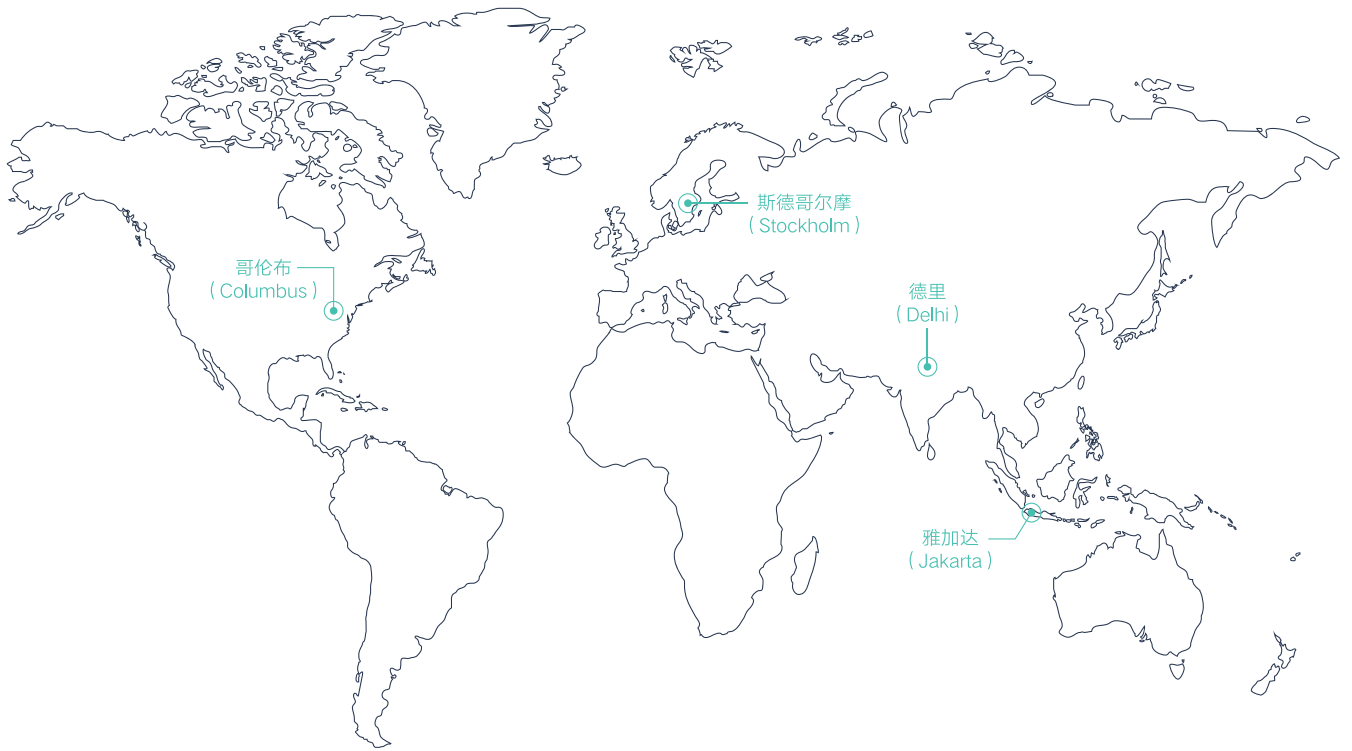 斯德哥尔摩
( Stockholm )
哥伦布
( Columbus )
德里
( Delhi )
雅加达
( Jakarta )